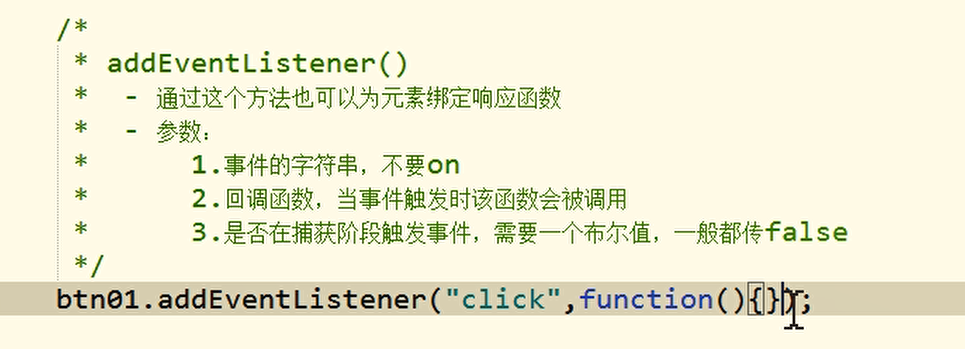 /*
* addEventListener()
* - 通过这个方法也可以为元素绑定响应函数
* - 参数：
* 1.事件的字符串，不要on
* 2.回调函数，当事件触发时该函数会被调用
* 3.是否在捕获阶段触发事件，需要一个布尔值，一般都传false
*/
btn01.addEventListener("click",function(){});